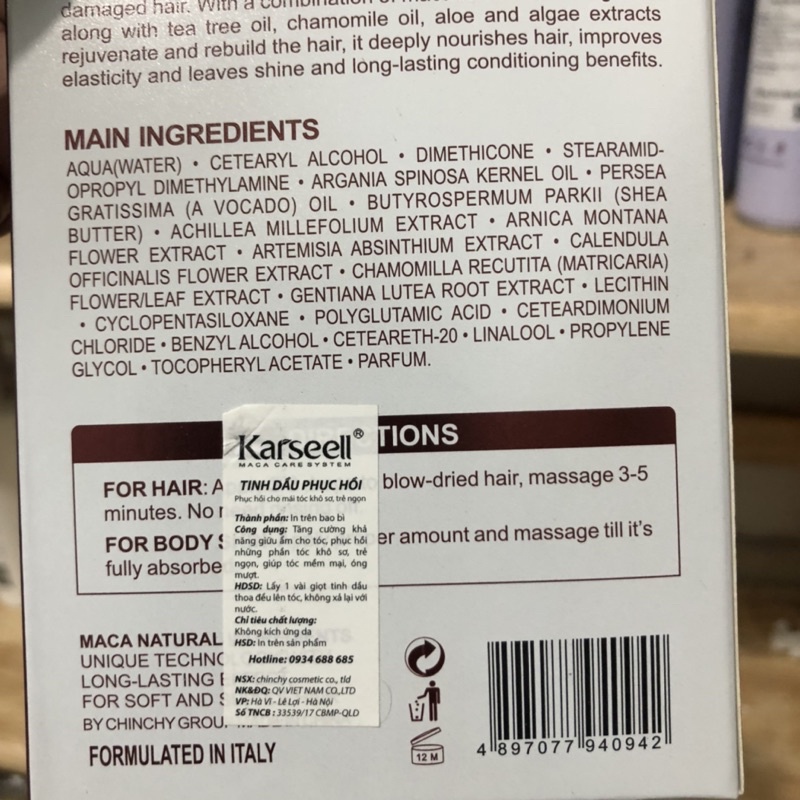 damaged hair. With a combination of
along with tea tree oil, chamomile oil, aloe and algae extracts
rejuvenate and rebuild the hair, it deeply nourishes hair, improves
elasticity and leaves shine and long-lasting conditioning benefits.
MAIN INGREDIENTS
AQUA(WATER) • CETEARYL ALCOHOL • DIMETHICONE • STEARAMID-
OPROPYL DIMETHYLAMINE • ARGANIA SPINOSA KERNEL OIL • PERSEA
GRATISSIMA (A VOCADO) OIL • BUTYROSPERMUM PARKII (SHEA
BUTTER) • ACHILLEA MILLEFOLIUM EXTRACT • ARNICA MONTANA
FLOWER EXTRACT • ARTEMISIA ABSINTHIUM EXTRACT • CALENDULA
OFFICINALIS FLOWER EXTRACT • CHAMOMILLA RECUTITA (MATRICARIA)
FLOWER/LEAF EXTRACT • GENTIANA LUTEA ROOT EXTRACT • LECITHIN
• CYCLOPENTASILOXANE • POLYGLUTAMIC ACID • CETEARDIMONIUM
CHLORIDE • BENZYL ALCOHOL • CETEARETH-20 • LINALOOL • PROPYLENE
GLYCOL • TOCOPHERYL ACETATE • PARFUM.
TIONS
FOR HAIR: A blow-dried hair, massage 3-5
minutes. No
FOR BODY er amount and massage till it's
fully absorbe
Karseell®
MACA CARE SYSTEM
TINH DẦU PHỤC HỒI
Phục hồi cho mái tóc khô sơ, trẻ ngọn
Thành phần: In trên bao bì
Công dụng: Tăng cường khả
năng giữu ẩm cho tóc, phục hồi
những phần tóc khô sơ, trẻ
ngọn, giúp tóc mềm mại, óng
mượt.
HDSD: Lấy 1 vài giọt tinh dầu
thoa đều lên tóc, không xả lại với
nước.
Chỉ tiêu chất lượng:
Không kích ứng da
HSD: In trên sản phẩm
Hotline: 0934 688 685
NSX: chinchy cosmetic co., tld
NK&ĐQ: QV VIET NAM CO.,LTD
VP: Hà Vĩ - Lê Lợi - Hà Nội
Số TNCB : 33539/17 CBMP-QLD
MACA NATURAL
UNIQUE TECHNO
LONG-LASTING
FOR SOFT AND
BY CHINCHY GROU
FORMULATED IN ITALY
12 M
4 897077 940942